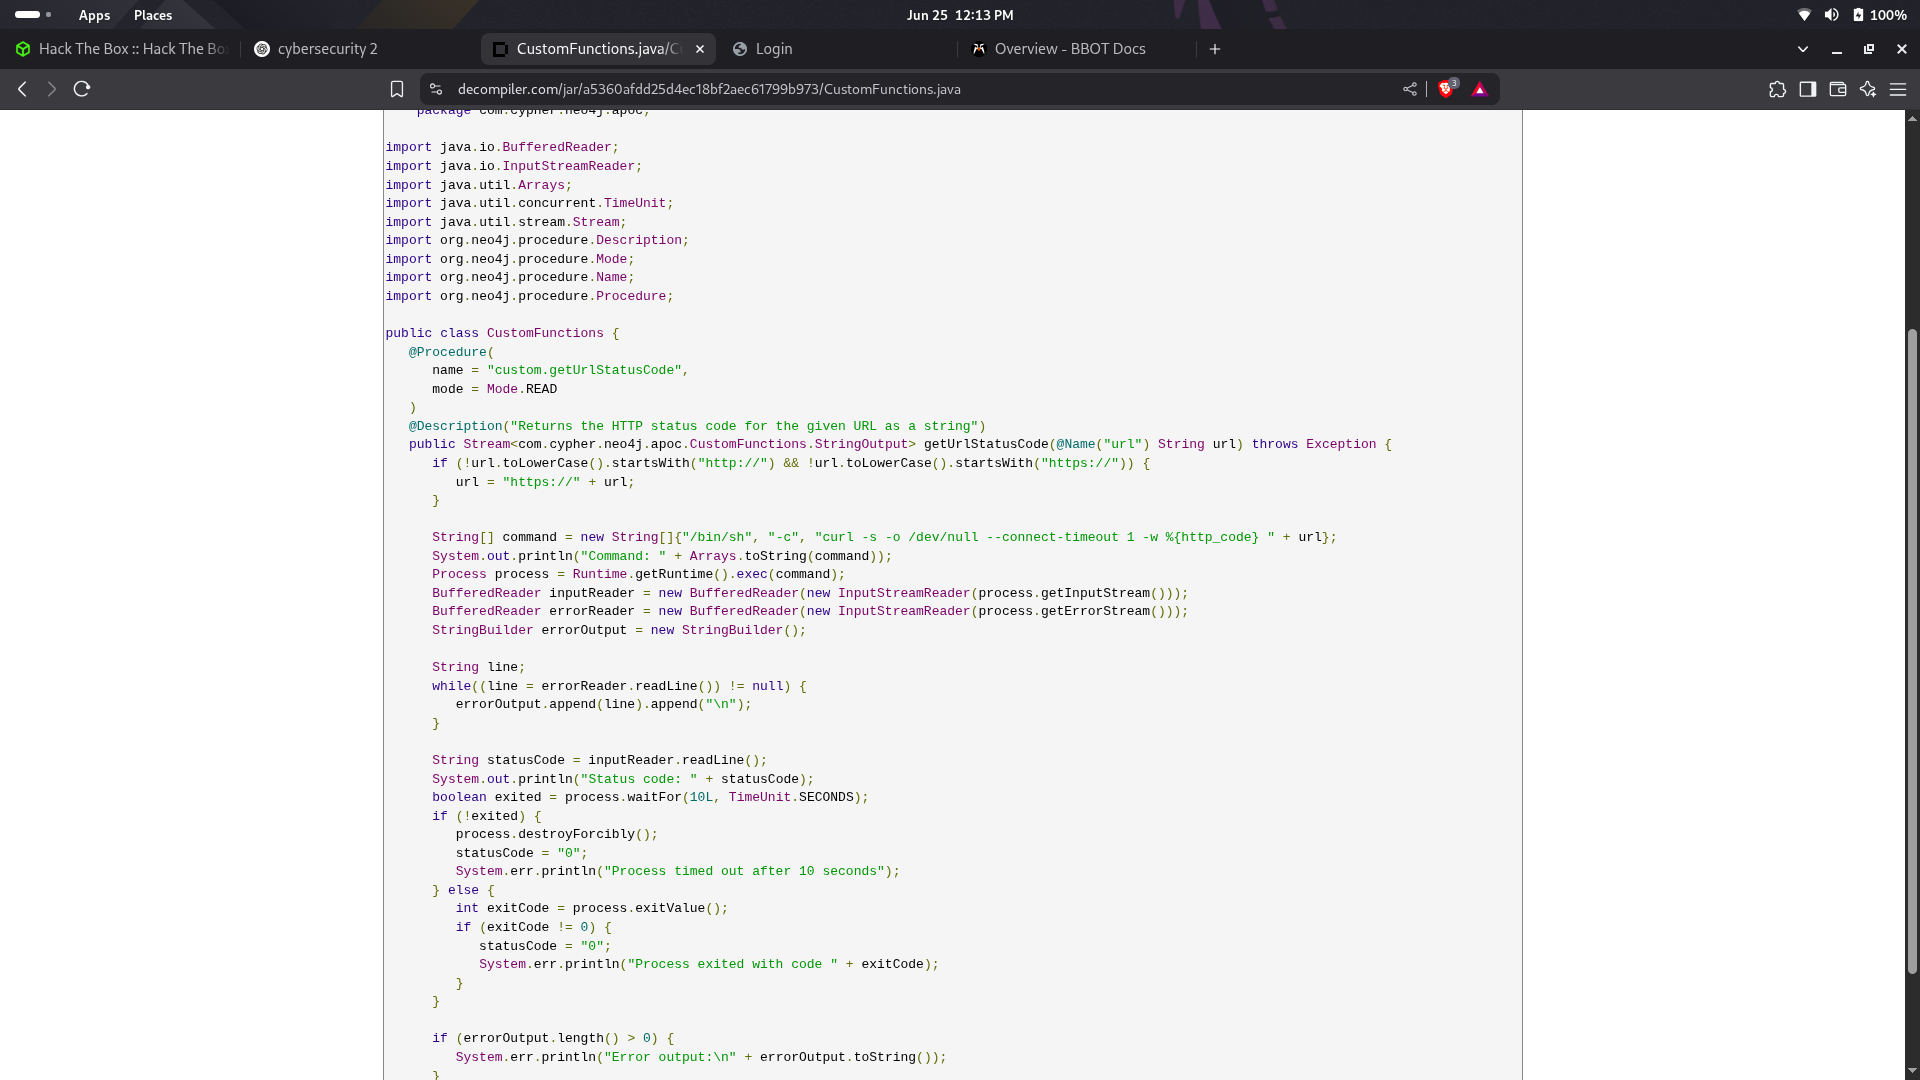 Apps Places Jun 25 12:13 PM 100%
Hack The Box :: Hack The Bo cybersecurity 2 CustomFunctions.java/C Login Overview - BBOT Docs
decompiler.com/jar/a5360afdd25d4ec18bf2aec61799b973/CustomFunctions.java 3
package com.cypher.neo4j.apoc;
import java.io.BufferedReader;
import java.io.InputStreamReader;
import java.util.Arrays;
import java.util.concurrent.TimeUnit;
import java.util.stream.Stream;
import org.neo4j.procedure.Description;
import org.neo4j.procedure.Mode;
import org.neo4j.procedure.Name;
import org.neo4j.procedure.Procedure;
public class CustomFunctions {
@Procedure(
name = "custom.getUrlStatusCode",
mode = Mode.READ
)
@Description("Returns the HTTP status code for the given URL as a string")
public Stream<com.cypher.neo4j.apoc.CustomFunctions.StringOutput> getUrlStatusCode(@Name("url") String url) throws Exception {
if (!url.toLowerCase().startsWith("http://") && !url.toLowerCase().startsWith("https://")) {
url = "https://" + url;
}
String[] command = new String[]{"/bin/sh", "-c", "curl -s -o /dev/null --connect-timeout 1 -w %{http_code} " + url};
System.out.println("Command: " + Arrays.toString(command));
Process process = Runtime.getRuntime().exec(command);
BufferedReader inputReader = new BufferedReader(new InputStreamReader(process.getInputStream()));
BufferedReader errorReader = new BufferedReader(new InputStreamReader(process.getErrorStream()));
StringBuilder errorOutput = new StringBuilder();
String line;
while((line = errorReader.readLine()) != null) {
errorOutput.append(line).append("\n");
}
String statusCode = inputReader.readLine();
System.out.println("Status code: " + statusCode);
boolean exited = process.waitFor(10L, TimeUnit.SECONDS);
if (!exited) {
process.destroyForcibly();
statusCode = "0";
System.err.println("Process timed out after 10 seconds");
} else {
int exitCode = process.exitValue();
if (exitCode != 0) {
statusCode = "0";
System.err.println("Process exited with code " + exitCode);
}
}
if (errorOutput.length() > 0) {
System.err.println("Error output:\n" + errorOutput.toString());
}